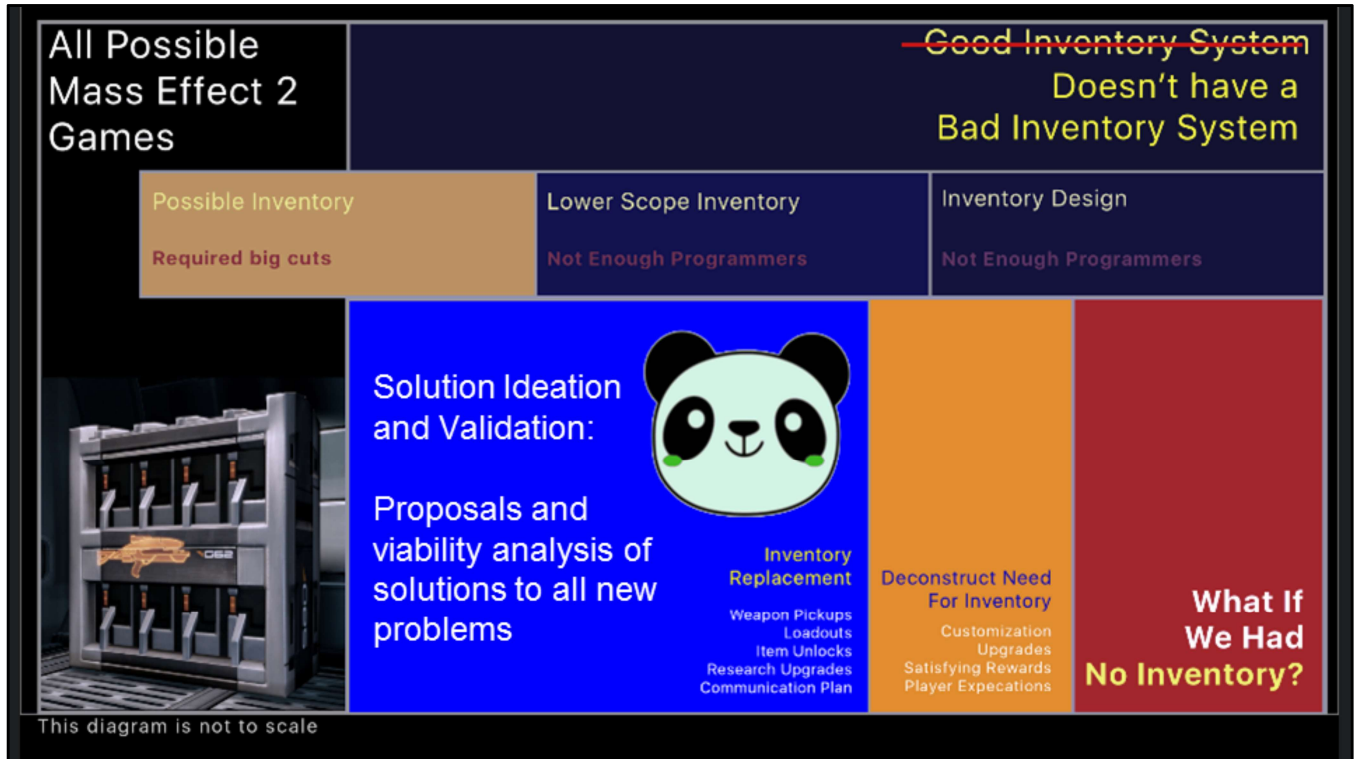 All Possible
Mass Effect 2
Games
Good Inventory System
Doesn't have a
Bad Inventory System
Possible Inventory
Required big cuts
Lower Scope Inventory
Not Enough Programmers
Inventory Design
Not Enough Programmers
Solution Ideation
and Validation:
Proposals and
viability analysis of
solutions to all new
problems
Inventory
Replacement
Weapon Pickups
Loadouts
Item Unlocks
Research Upgrades
Communication Plan
Deconstruct Need
For Inventory
Customization
Upgrades
Satisfying Rewards
Player Expecations
What If
We Had
No Inventory?
This diagram is not to scale